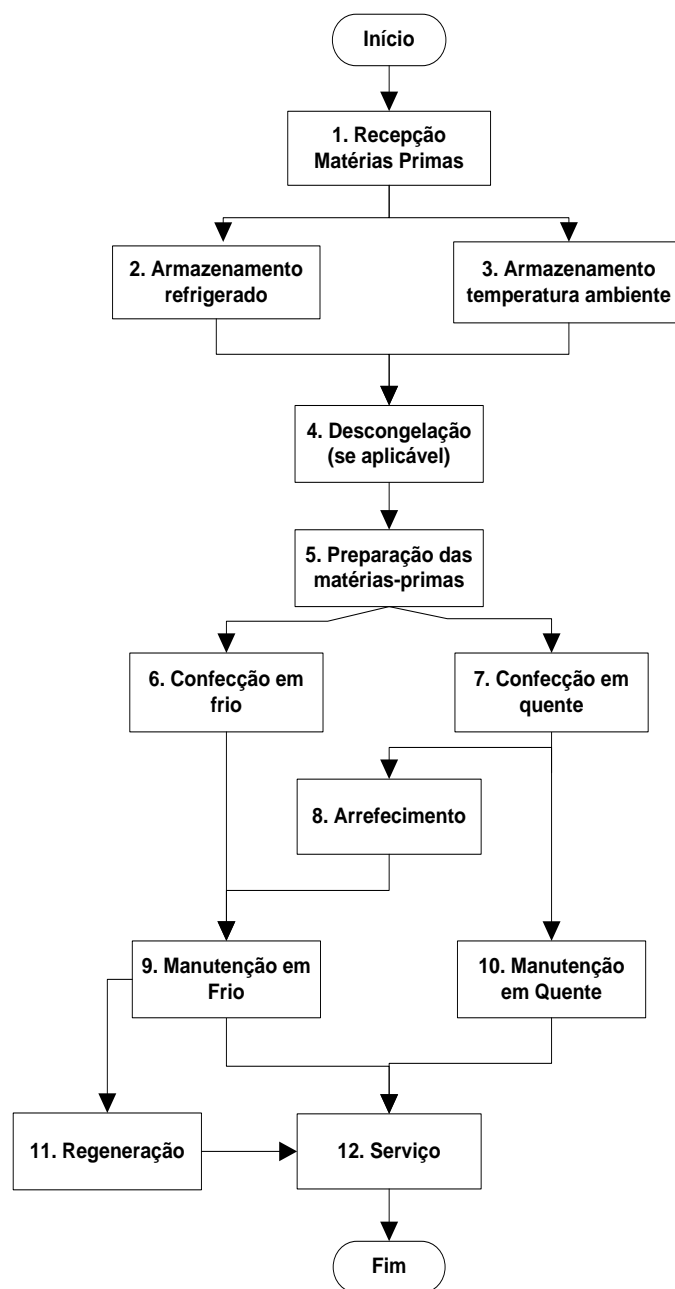 Início
1. Recepção
Matérias Primas
2. Armazenamento
refrigerado
3. Armazenamento
temperatura ambiente
4. Descongelação
(se aplicável)
5. Preparação das
matérias-primas
6. Confecção em
frio
7. Confecção em
quente
8. Arrefecimento
9. Manutenção em
Frio
10. Manutenção
em Quente
11. Regeneração
12. Serviço
Fim